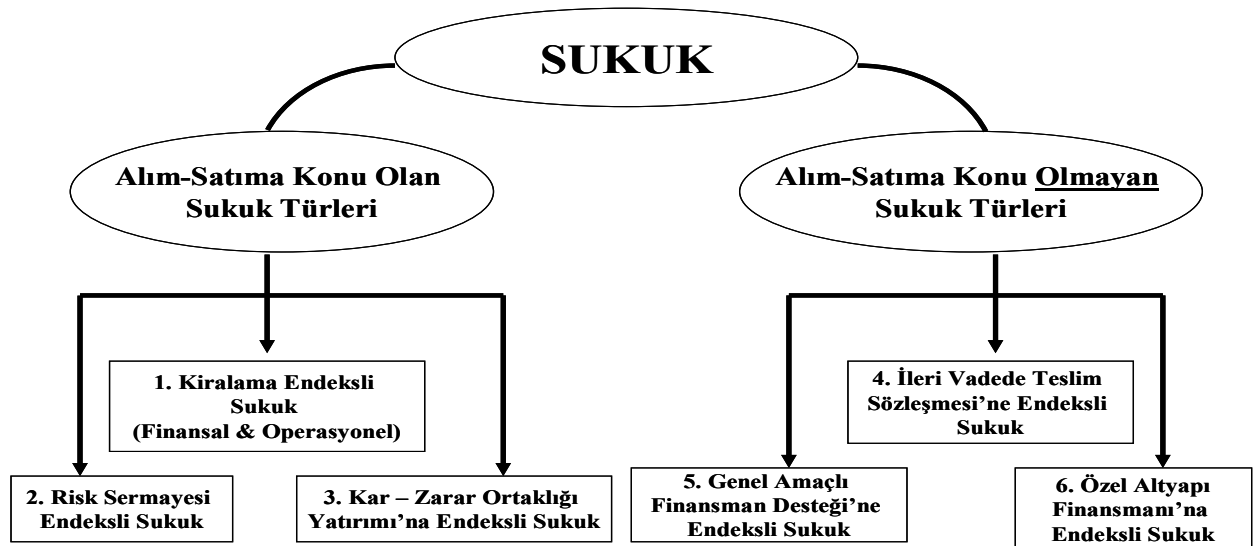 SUKUK
Alım-Satıma Konu Olan
Sukuk Türleri
Alım-Satıma Konu Olmayan
Sukuk Türleri
1. Kiralama Endeksli
Sukuk
(Finansal & Operasyonel)
2. Risk Sermayesi
Endeksli Sukuk
3. Kar – Zarar Ortaklığı
Yatırımı’na Endeksli Sukuk
4. İleri Vadede Teslim
Sözleşmesi’ne Endeksli
Sukuk
5. Genel Amaçlı
Finansman Desteği’ne
Endeksli Sukuk
6. Özel Altyapı
Finansmanı’na
Endeksli Sukuk